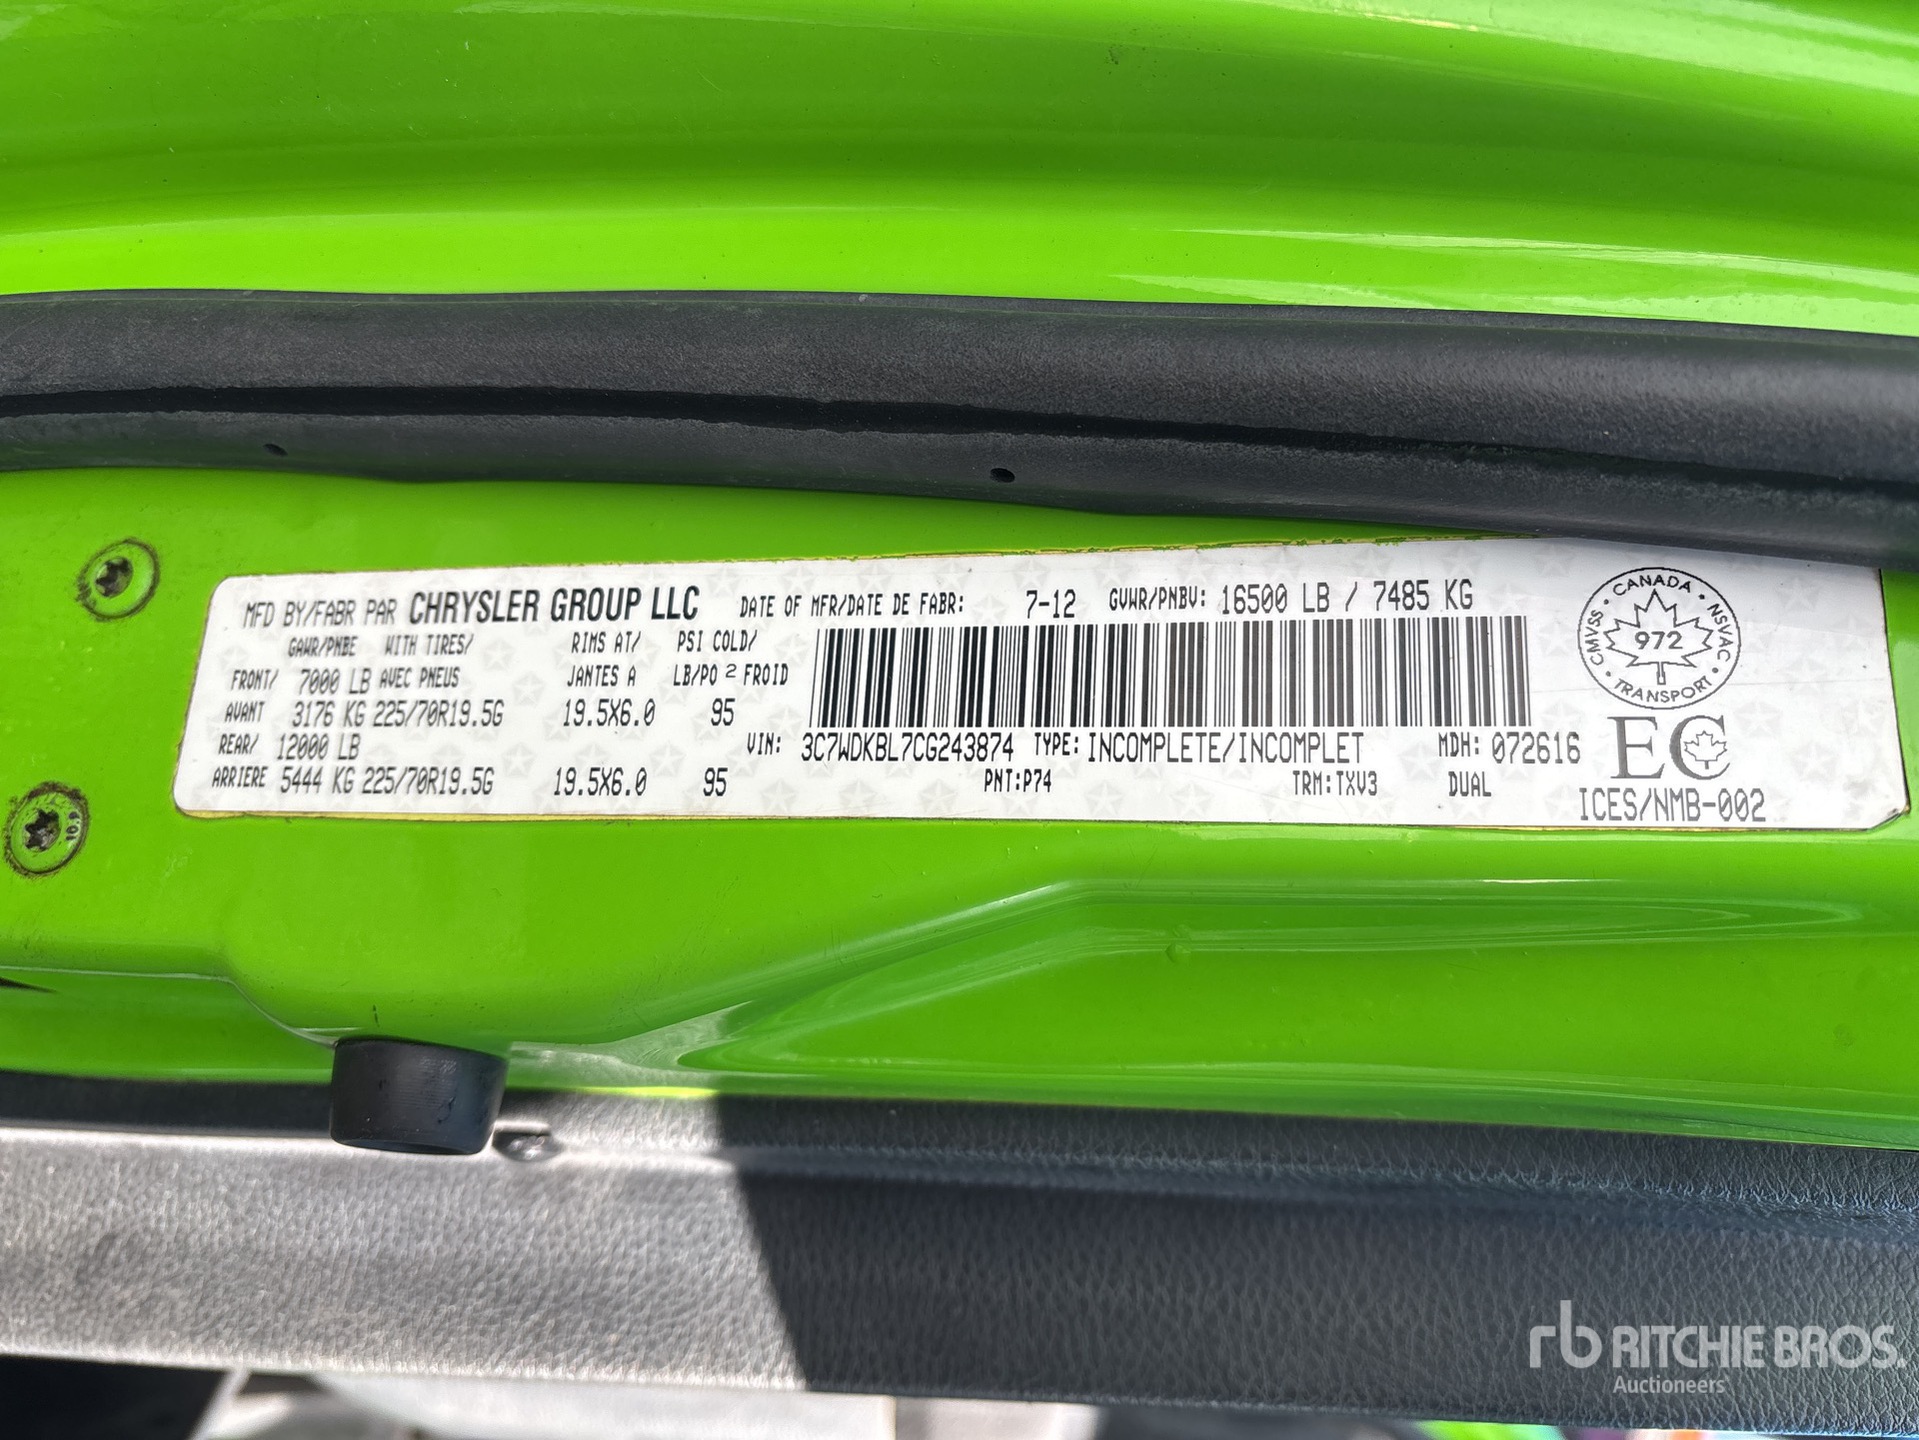 MFD BY/FABR PAR CHRYSLER GROUP LLC DATE OF MFR/DATE DE FABR: 7-12 GVWR/PNBV: 16500 LB / 7485 KG
GAWR/PNBE WITH TIRES/ RIMS AT/ PSI COLD/
FRONT/ 7000 LB AVEC PNEUS JANTES A LB/PO 2 FROID
AVANT 3176 KG 225/70R19.5G 19.5X6.0 95
REAR/ 12000 LB VIN: 3C7WDKBL7CG243874 TYPE: INCOMPLETE/INCOMPLET MDH: 072616
ARRIERE 5444 KG 225/70R19.5G 19.5X6.0 95 PNT:P74 TRM:TXV3 DUAL
CANADA · NSVAC · TRANSPORT · CMVSS ·
972
EC
ICES/NMB-002
10.9
rb RITCHIE BROS.
Auctioneers